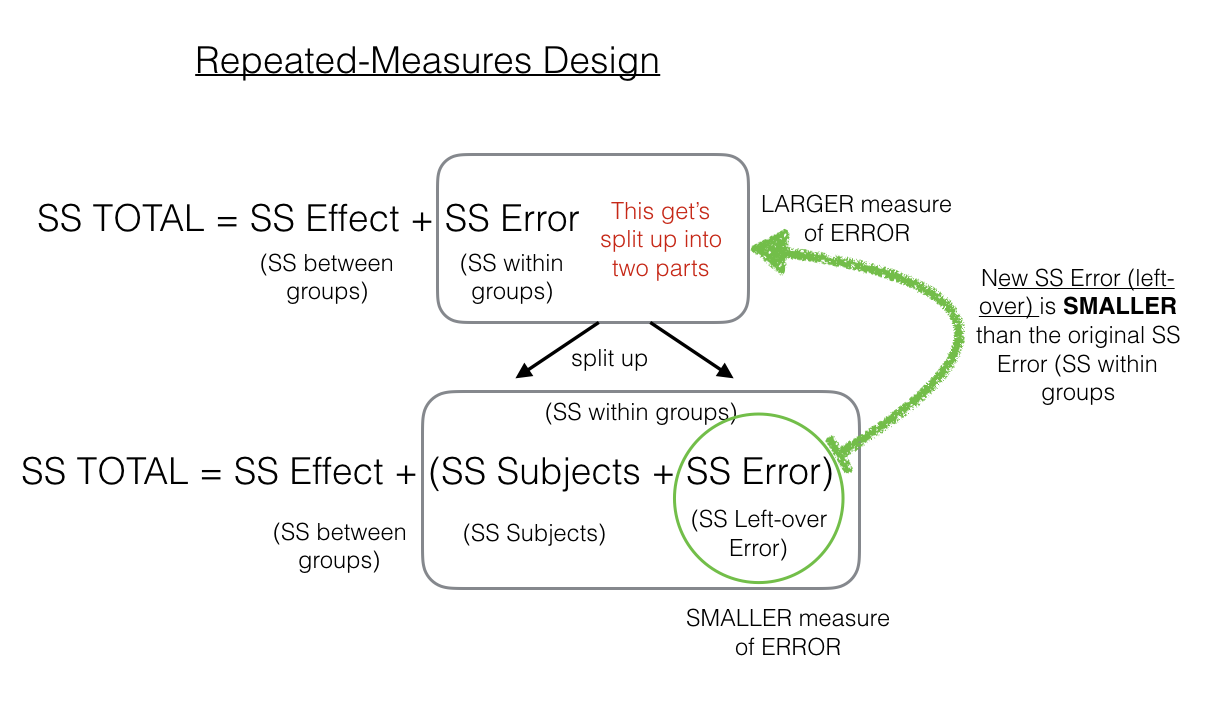 Repeated-Measures Design
SS TOTAL = SS Effect + SS Error
(SS between
groups)
(SS within
groups)
This get's
split up into
two parts
LARGER measure
of ERROR
New SS Error (left-
over) is SMALLER
than the original SS
Error (SS within
groups
split up
(SS within groups)
SS TOTAL = SS Effect + (SS Subjects + SS Error)
(SS between
groups)
(SS Subjects)
(SS Left-over
Error)
SMALLER measure
of ERROR